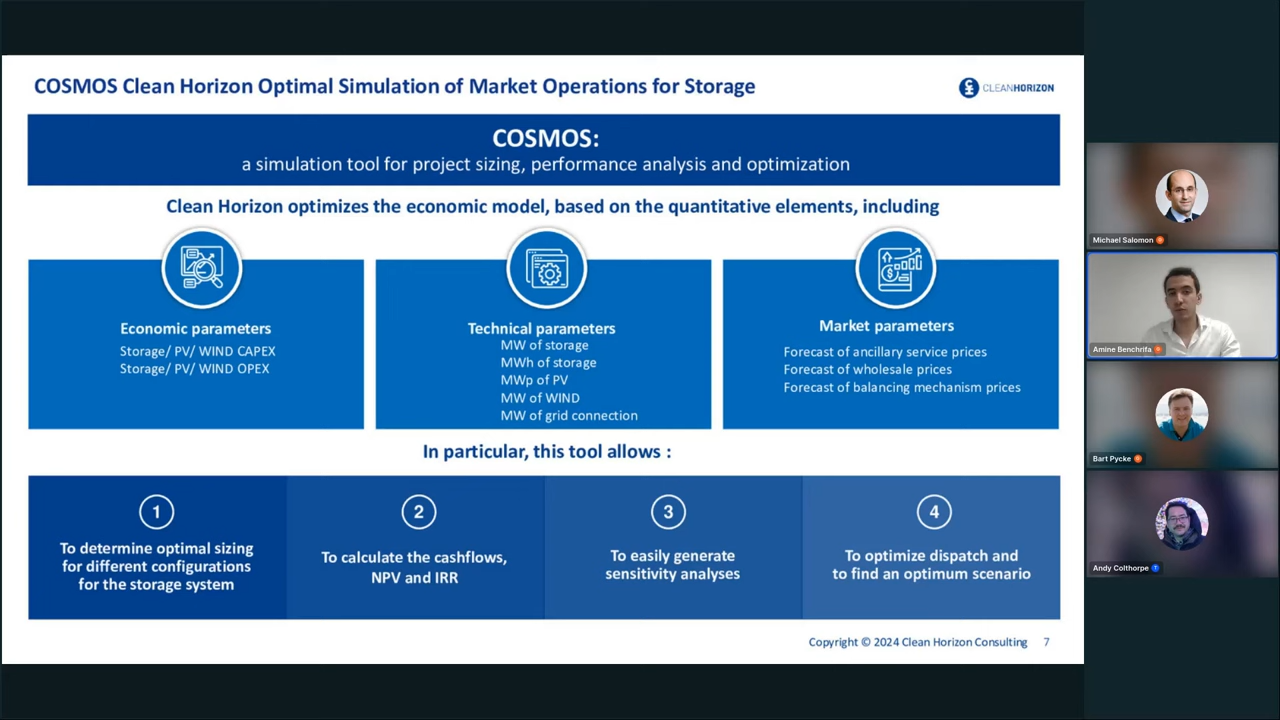 COSMOS Clean Horizon Optimal Simulation of Market Operations for Storage
CLEANHORIZON
COSMOS:
a simulation tool for project sizing, performance analysis and optimization
Clean Horizon optimizes the economic model, based on the quantitative elements, including
Economic parameters
Storage/ PV/ WIND CAPEX
Storage/ PV/ WIND OPEX
Technical parameters
MW of storage
MWh of storage
MWp of PV
MW of WIND
MW of grid connection
Market parameters
Forecast of ancillary service prices
Forecast of wholesale prices
Forecast of balancing mechanism prices
In particular, this tool allows :
1
To determine optimal sizing
for different configurations
for the storage system
2
To calculate the cashflows,
NPV and IRR
3
To easily generate
sensitivity analyses
4
To optimize dispatch and
to find an optimum scenario
Copyright © 2024 Clean Horizon Consulting 7
Michael Salomon
Amine Benchrifa
Bart Pycke
Andy Colthorpe